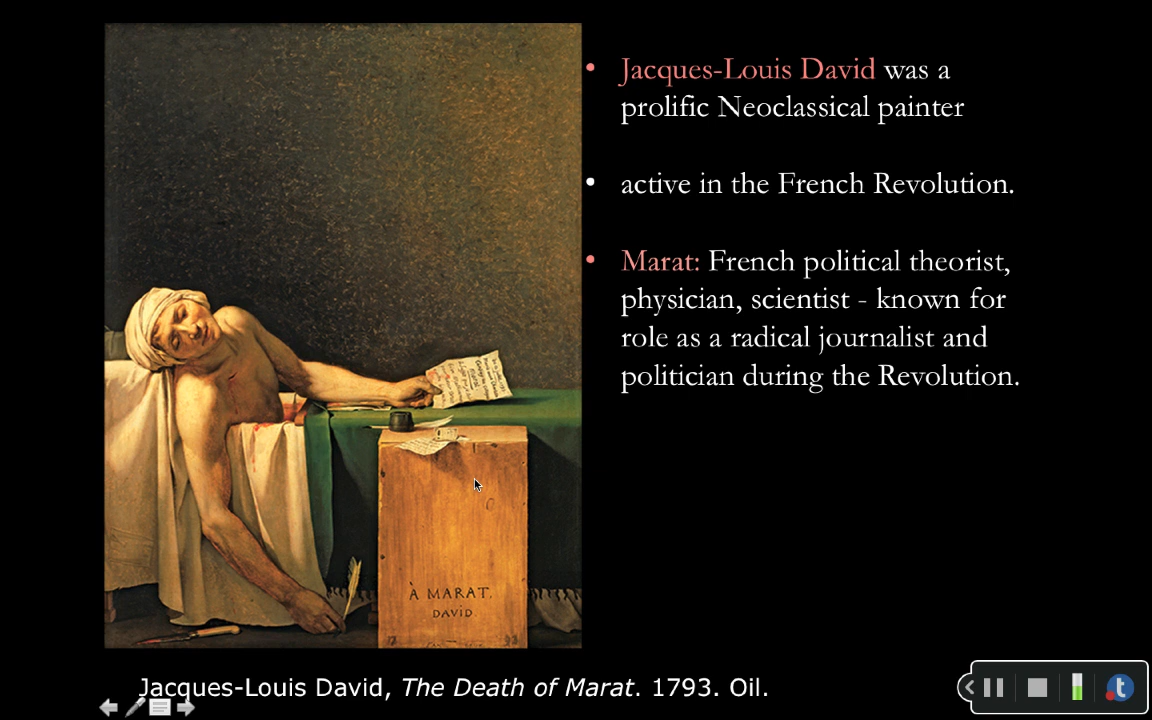 • Jacques-Louis David was a
prolific Neoclassical painter
• active in the French Revolution.
• Marat: French political theorist,
physician, scientist - known for
role as a radical journalist and
politician during the Revolution.
À MARAT,
DAVID
Jacques-Louis David, The Death of Marat. 1793. Oil.
t